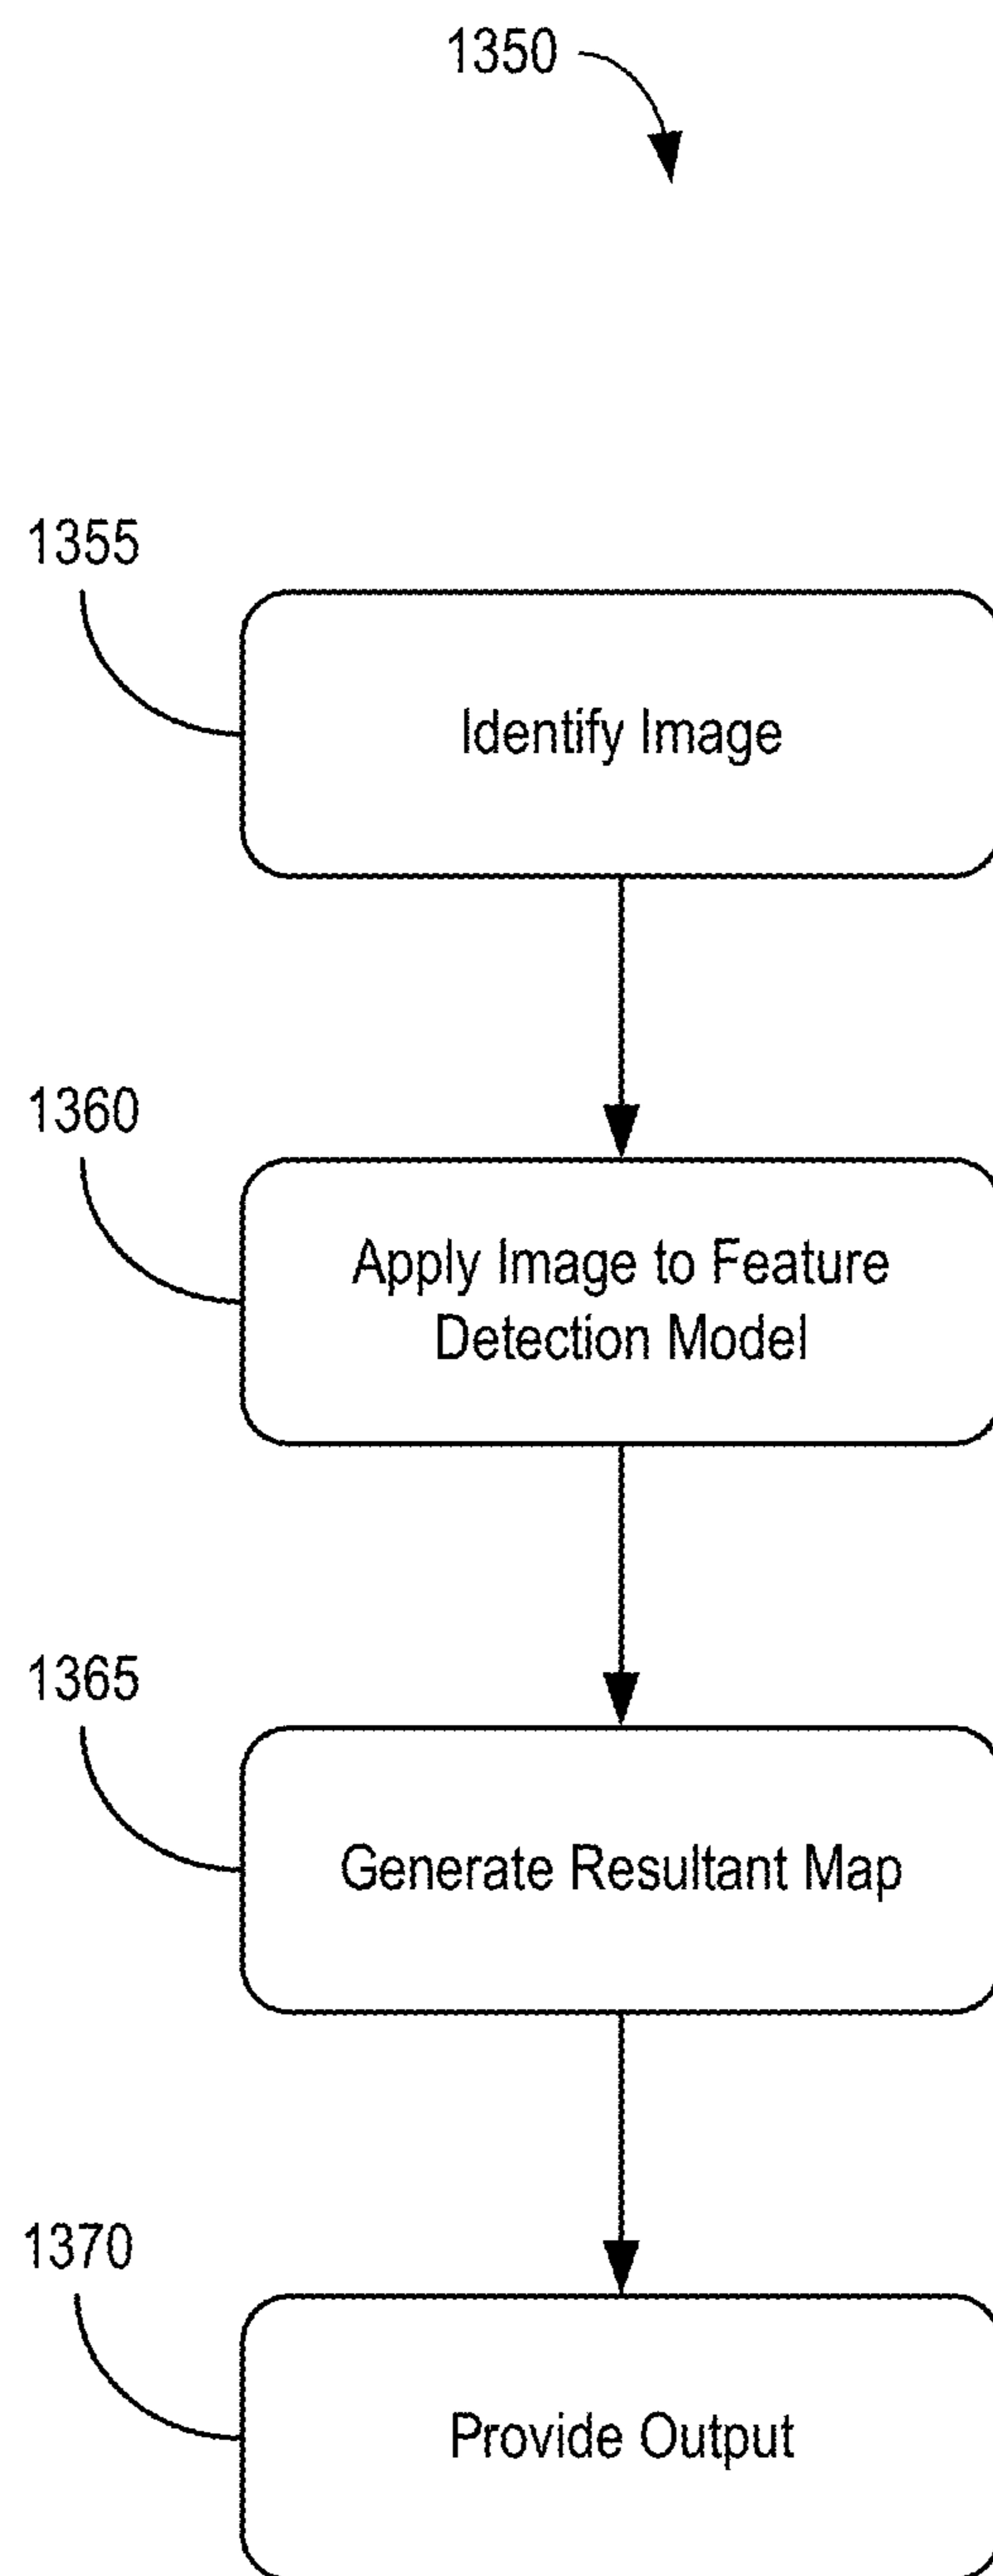 1350
1355
Identify Image
1360
Apply Image to Feature
Detection Model
1365
Generate Resultant Map
1370
Provide Output